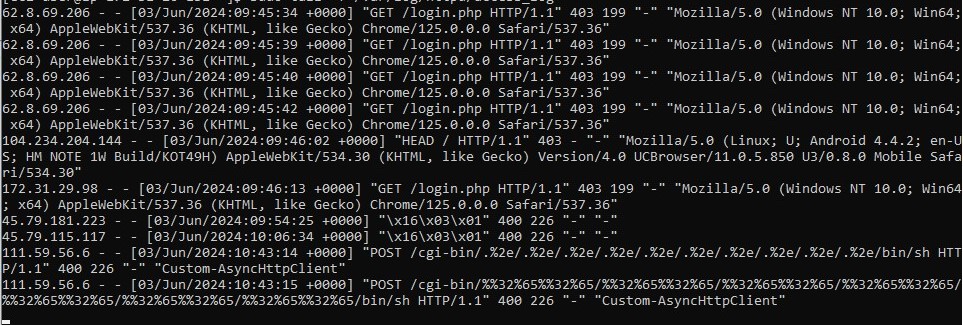 62.8.69.206 - - [03/Jun/2024:09:45:34 +0000] "GET /login.php HTTP/1.1" 403 199 "-" "Mozilla/5.0 (Windows NT 10.0; Win64;
 x64) AppleWebKit/537.36 (KHTML, like Gecko) Chrome/125.0.0.0 Safari/537.36"
62.8.69.206 - - [03/Jun/2024:09:45:39 +0000] "GET /login.php HTTP/1.1" 403 199 "-" "Mozilla/5.0 (Windows NT 10.0; Win64;
 x64) AppleWebKit/537.36 (KHTML, like Gecko) Chrome/125.0.0.0 Safari/537.36"
62.8.69.206 - - [03/Jun/2024:09:45:40 +0000] "GET /login.php HTTP/1.1" 403 199 "-" "Mozilla/5.0 (Windows NT 10.0; Win64;
 x64) AppleWebKit/537.36 (KHTML, like Gecko) Chrome/125.0.0.0 Safari/537.36"
62.8.69.206 - - [03/Jun/2024:09:45:42 +0000] "GET /login.php HTTP/1.1" 403 199 "-" "Mozilla/5.0 (Windows NT 10.0; Win64;
 x64) AppleWebKit/537.36 (KHTML, like Gecko) Chrome/125.0.0.0 Safari/537.36"
104.234.204.144 - - [03/Jun/2024:09:46:02 +0000] "HEAD / HTTP/1.1" 403 - "-" "Mozilla/5.0 (Linux; U; Android 4.4.2; en-U
S; HM NOTE 1W Build/KOT49H) AppleWebKit/534.30 (KHTML, like Gecko) Version/4.0 UCBrowser/11.0.5.850 U3/0.8.0 Mobile Safa
ri/534.30"
172.31.29.98 - - [03/Jun/2024:09:46:13 +0000] "GET /login.php HTTP/1.1" 403 199 "-" "Mozilla/5.0 (Windows NT 10.0; Win64
; x64) AppleWebKit/537.36 (KHTML, like Gecko) Chrome/125.0.0.0 Safari/537.36"
45.79.181.223 - - [03/Jun/2024:09:54:25 +0000] "\x16\x03\x01" 400 226 "-" "-"
45.79.115.117 - - [03/Jun/2024:10:06:34 +0000] "\x16\x03\x01" 400 226 "-" "-"
111.59.56.6 - - [03/Jun/2024:10:43:14 +0000] "POST /cgi-bin/.%2e/.%2e/.%2e/.%2e/.%2e/.%2e/.%2e/.%2e/.%2e/bin/sh HTT
P/1.1" 400 226 "-" "Custom-AsyncHttpClient"
111.59.56.6 - - [03/Jun/2024:10:43:15 +0000] "POST /cgi-bin/%%32%65%%32%65/%%32%65%%32%65/%%32%65%%32%65/%%32%65%%32%65/
%%32%65%%32%65/%%32%65%%32%65/%%32%65%%32%65/bin/sh HTTP/1.1" 400 226 "-" "Custom-AsyncHttpClient"